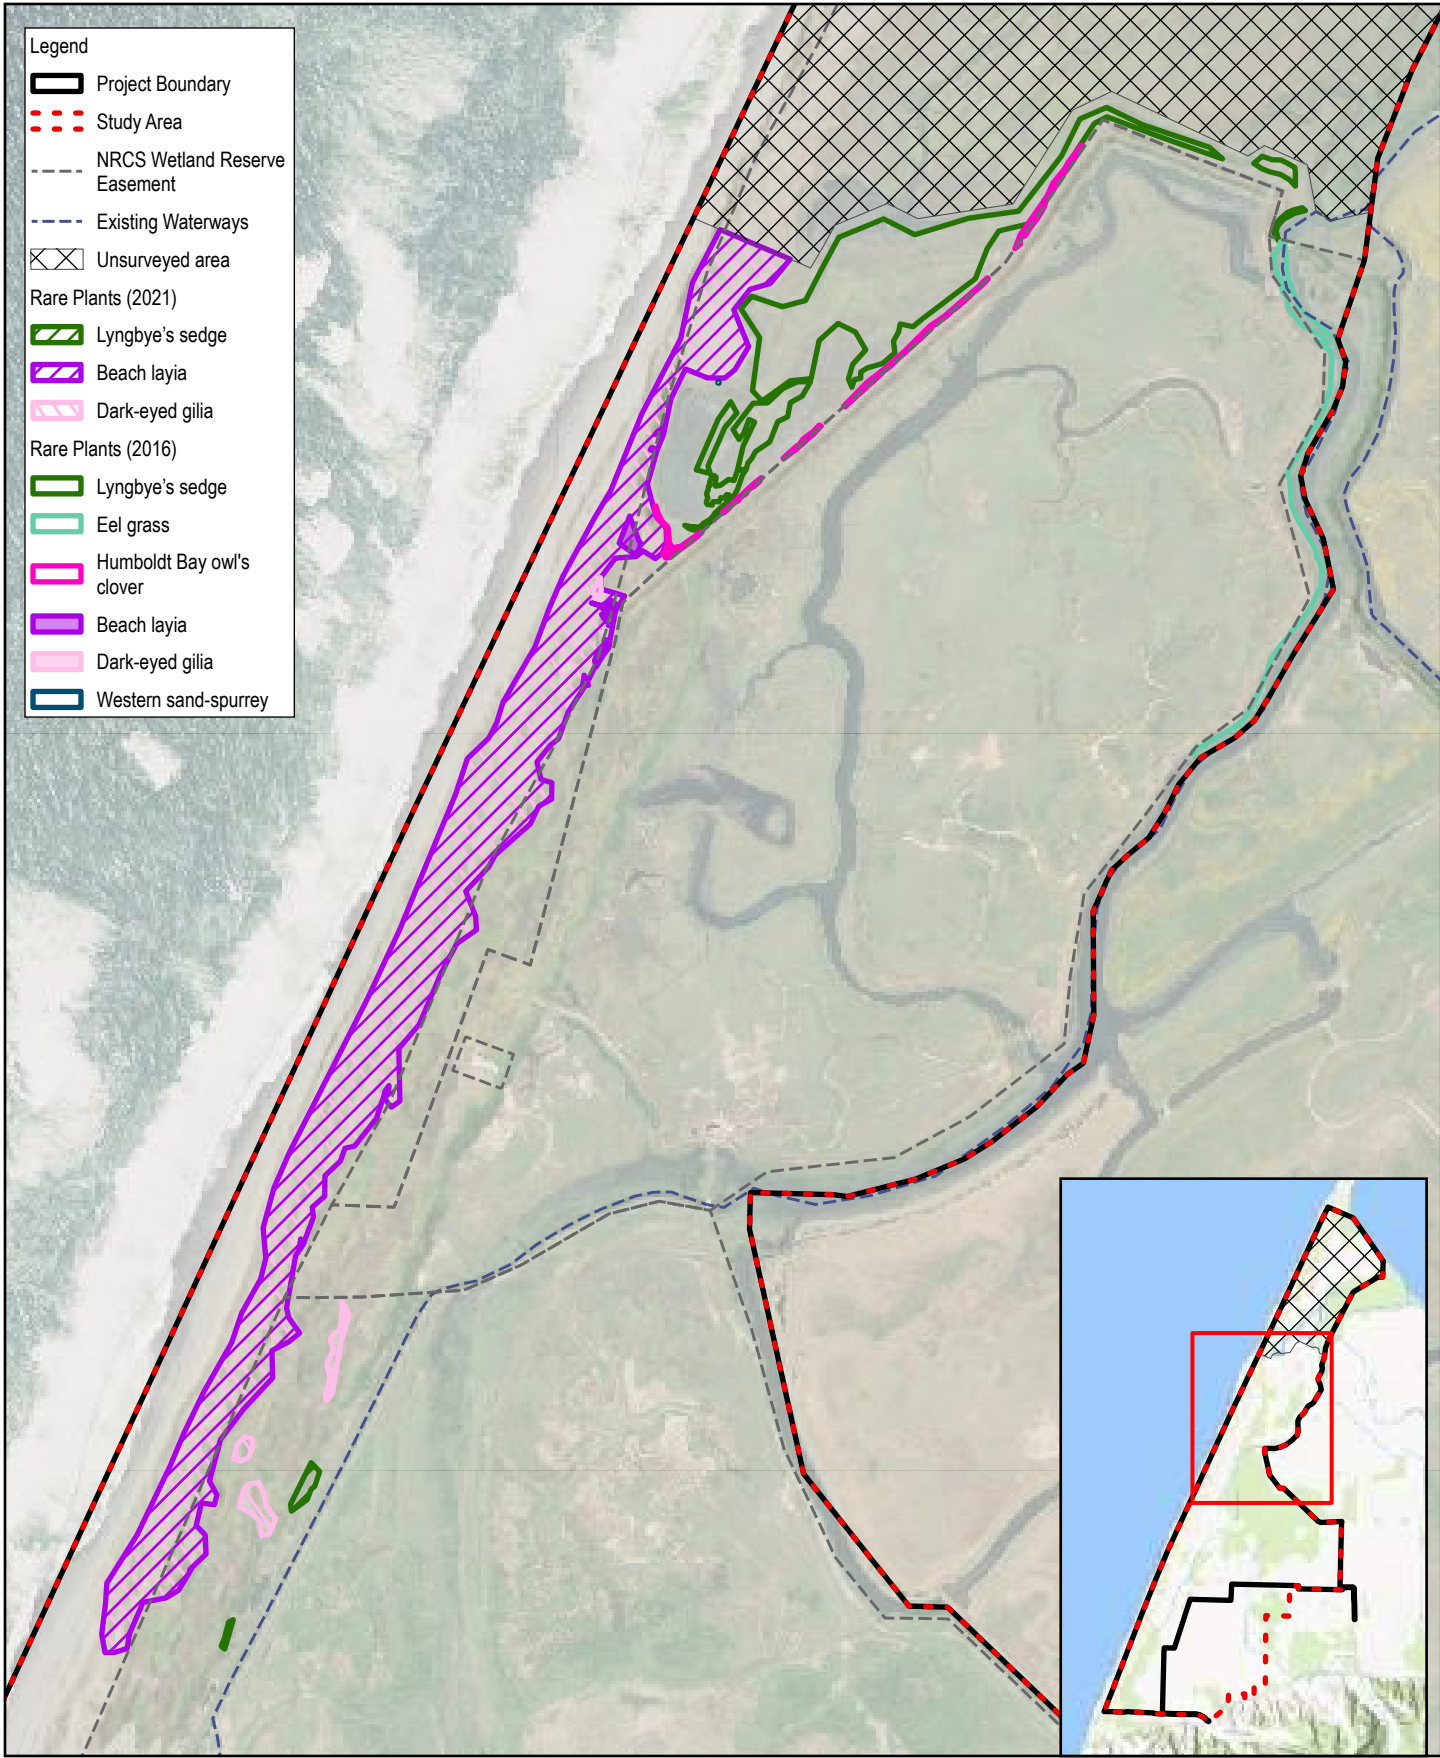 Legend
Project Boundary
Study Area
NRCS Wetland Reserve
Easement
Existing Waterways
Unsurveyed area
Rare Plants (2021)
Lyngbye's sedge
Beach layia
Dark-eyed gilia
Rare Plants (2016)
Lyngbye's sedge
Eel grass
Humboldt Bay owl's
clover
Beach layia
Dark-eyed gilia
Western sand-spurrey